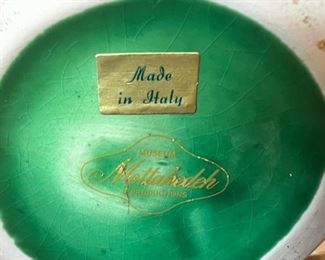 Made
in Italy
MUSEUM
Mottahedeh
REPRODUCTIONS